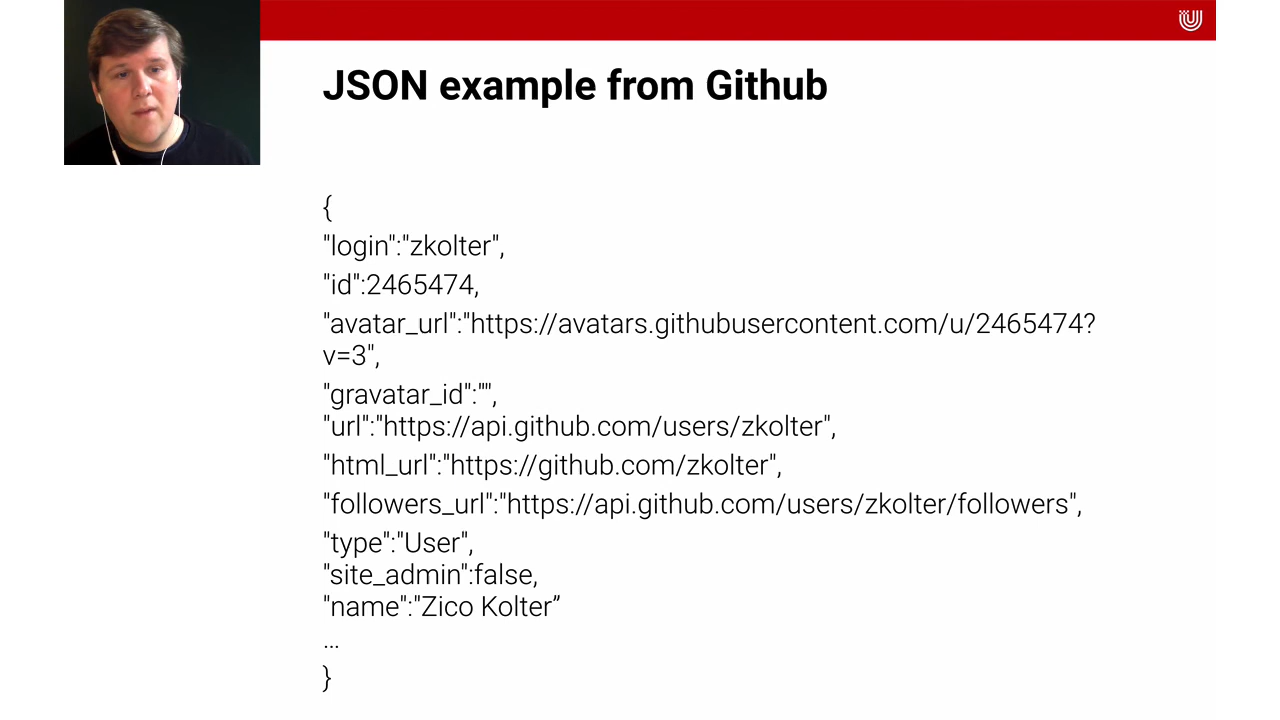 JSON example from Github
{
"login":"zkolter",
"id":2465474,
"avatar_url":"https://avatars.githubusercontent.com/u/2465474?
v=3",
"gravatar_id":"",
"url":"https://api.github.com/users/zkolter",
"html_url":"https://github.com/zkolter",
"followers_url":"https://api.github.com/users/zkolter/followers",
"type":"User",
"site_admin":false,
"name":"Zico Kolter”
...
}